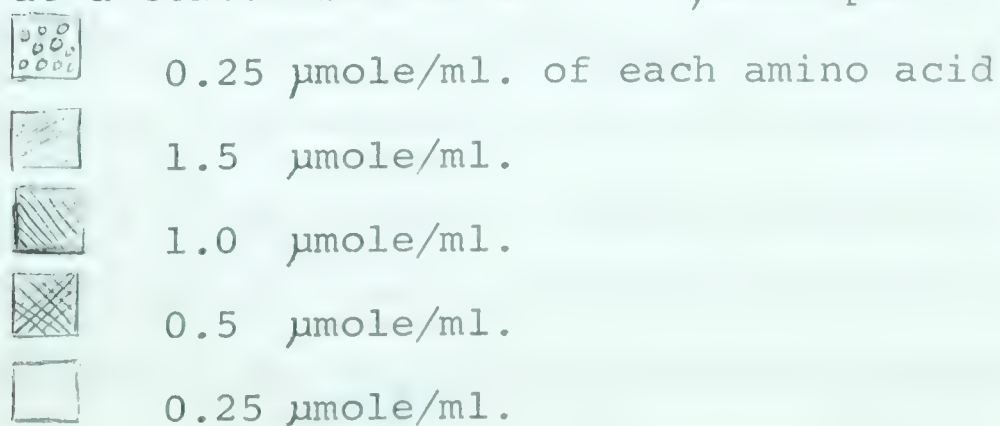 0.25 µmole/ml. of each amino acid
1.5 µmole/ml.
1.0 µmole/ml.
0.5 µmole/ml.
0.25 µmole/ml.